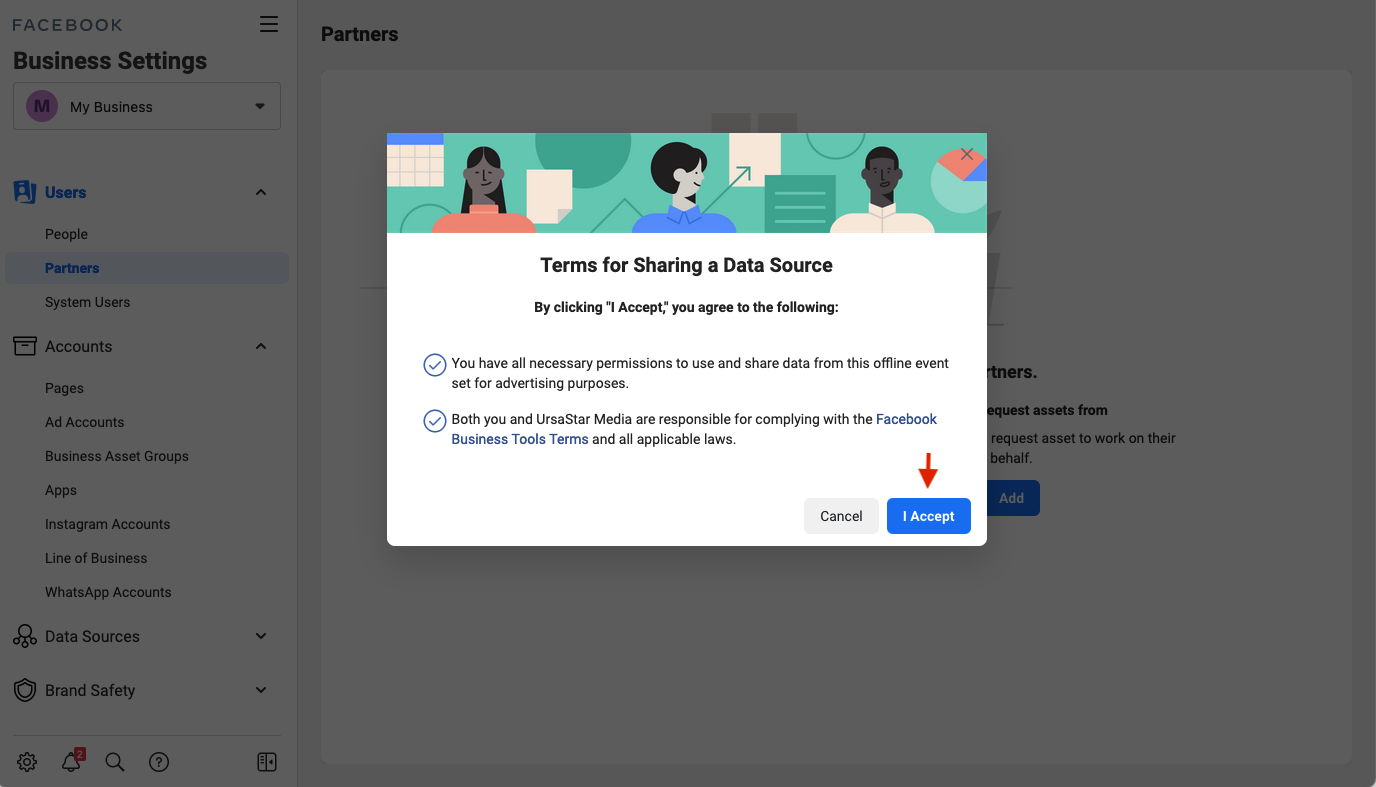 FACEBOOK
Business Settings
M
My Business
Users
People
Partners
System Users
Accounts
Pages
Ad Accounts
Business Asset Groups
Apps
Instagram Accounts
Line of Business
WhatsApp Accounts
Data Sources
Brand Safety
2
?
Partners
Terms for Sharing a Data Source
By clicking "I Accept," you agree to the following:
You have all necessary permissions to use and share data from this offline event
set for advertising purposes.
Both you and UrsaStar Media are responsible for complying with the Facebook
Business Tools Terms and all applicable laws.
Cancel
I Accept
request assets from
request asset to work on their
behalf.
Add